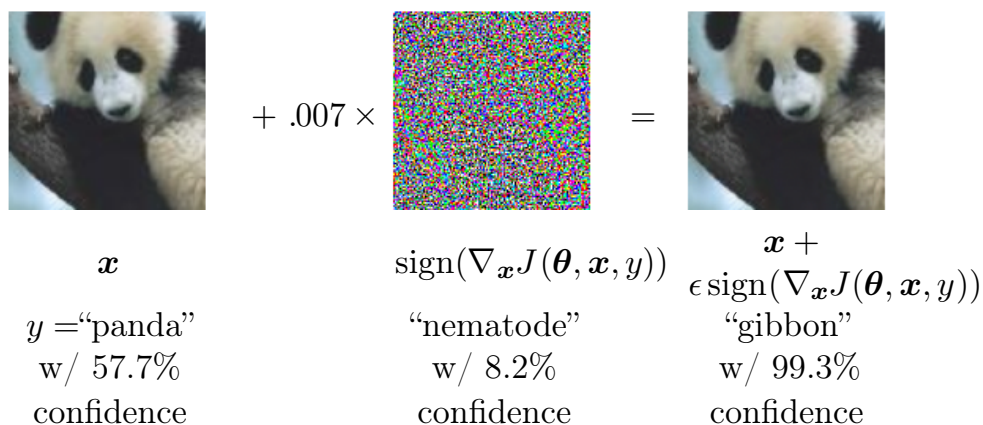 + .007 ×
=
x
y =“panda”
w/ 57.7%
confidence
sign(∇ₓJ(θ, x, y))
“nematode”
w/ 8.2%
confidence
x +
ϵ sign(∇ₓJ(θ, x, y))
“gibbon”
w/ 99.3%
confidence